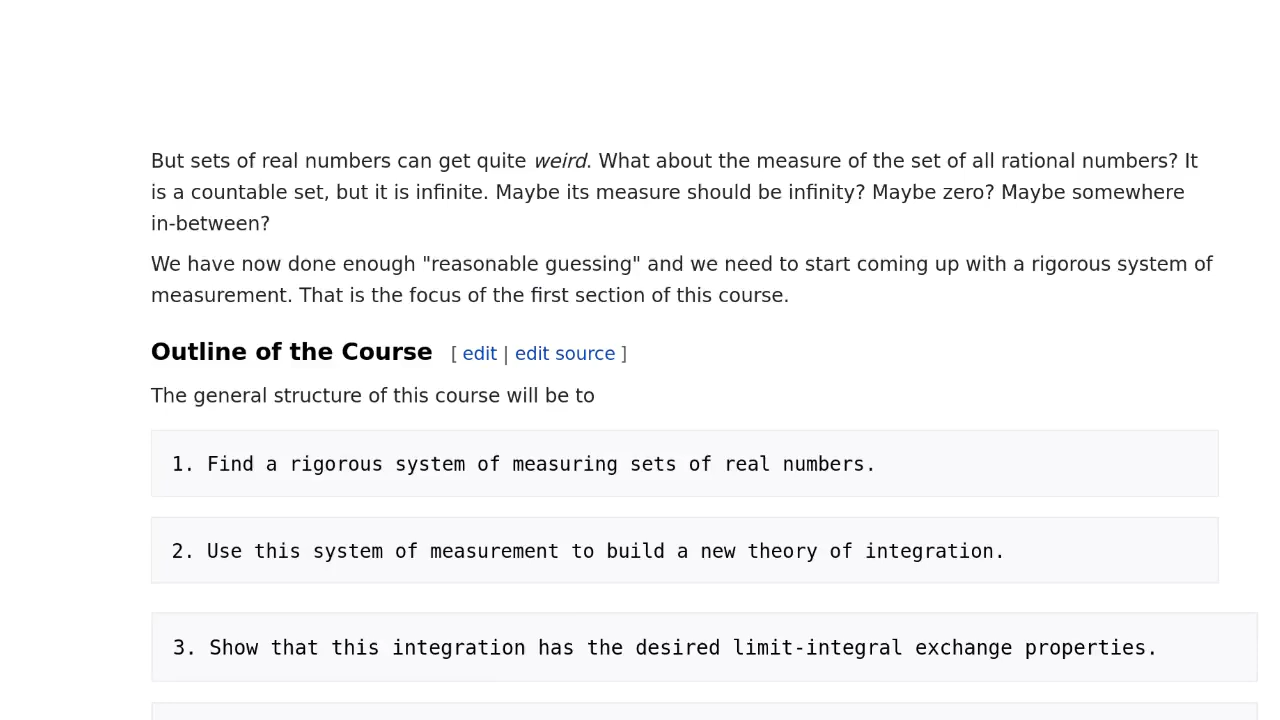 But sets of real numbers can get quite weird. What about the measure of the set of all rational numbers? It
is a countable set, but it is infinite. Maybe its measure should be infinity? Maybe zero? Maybe somewhere
in-between?
We have now done enough "reasonable guessing" and we need to start coming up with a rigorous system of
measurement. That is the focus of the first section of this course.
Outline of the Course [ edit | edit source ]
The general structure of this course will be to
1. Find a rigorous system of measuring sets of real numbers.
2. Use this system of measurement to build a new theory of integration.
3. Show that this integration has the desired limit-integral exchange properties.